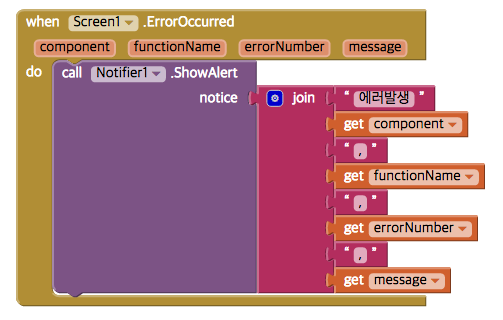 when Screen1 .ErrorOccurred
component functionName errorNumber message
do call Notifier1 .ShowAlert
notice join “ 에러발생 ”
get component
“ , ”
get functionName
“ , ”
get errorNumber
“ , ”
get message